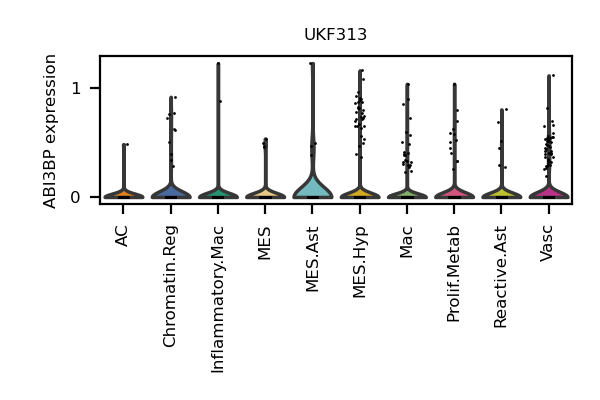 UKF313
ABI3BP expression
1
0
AC
Chromatin.Reg
Inflammatory.Mac
MES
MES.Ast
MES.Hyp
Mac
Prolif.Metab
Reactive.Ast
Vasc